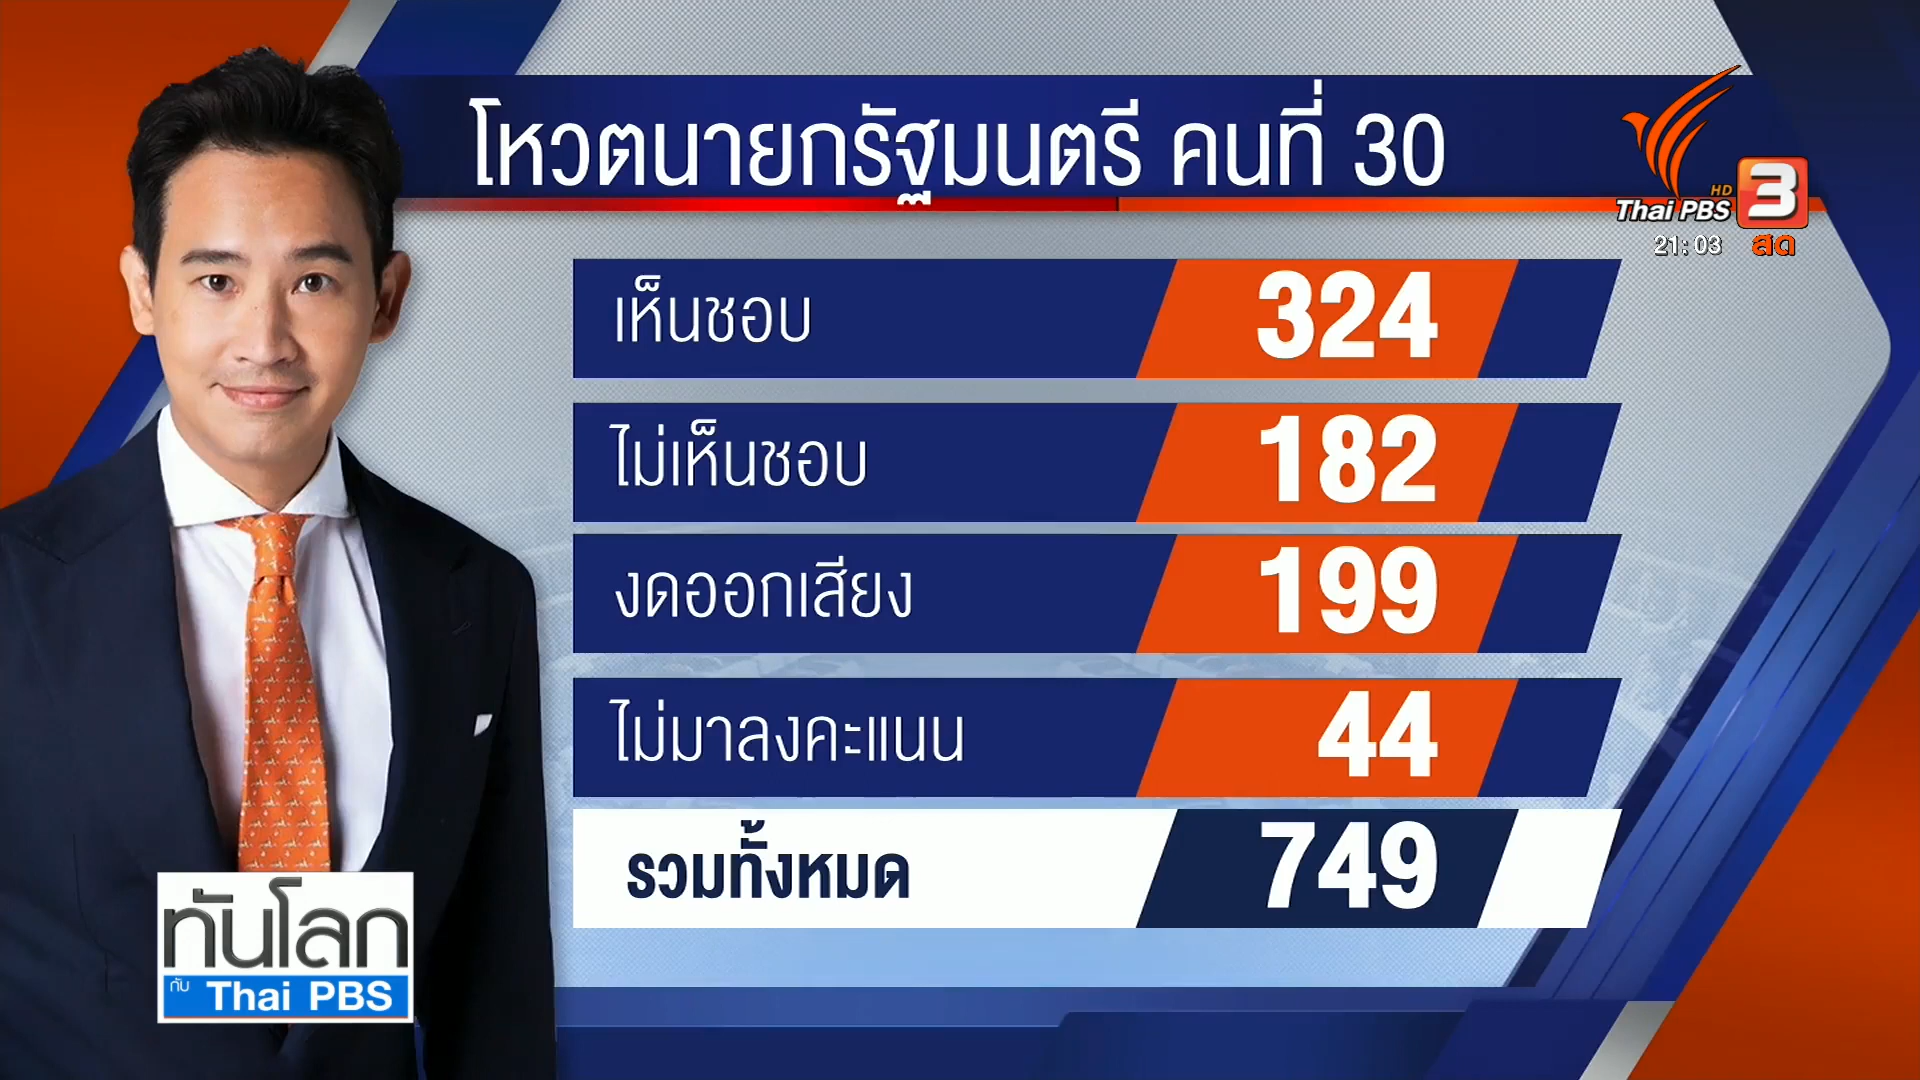 โหวตนายกรัฐมนตรี คนที่ 30
HD
Thai PBS 3
21:03 สด
เห็นชอบ 324
ไม่เห็นชอบ 182
งดออกเสียง 199
ไม่มาลงคะแนน 44
รวมทั้งหมด 749
ทันโลก
กับ Thai PBS